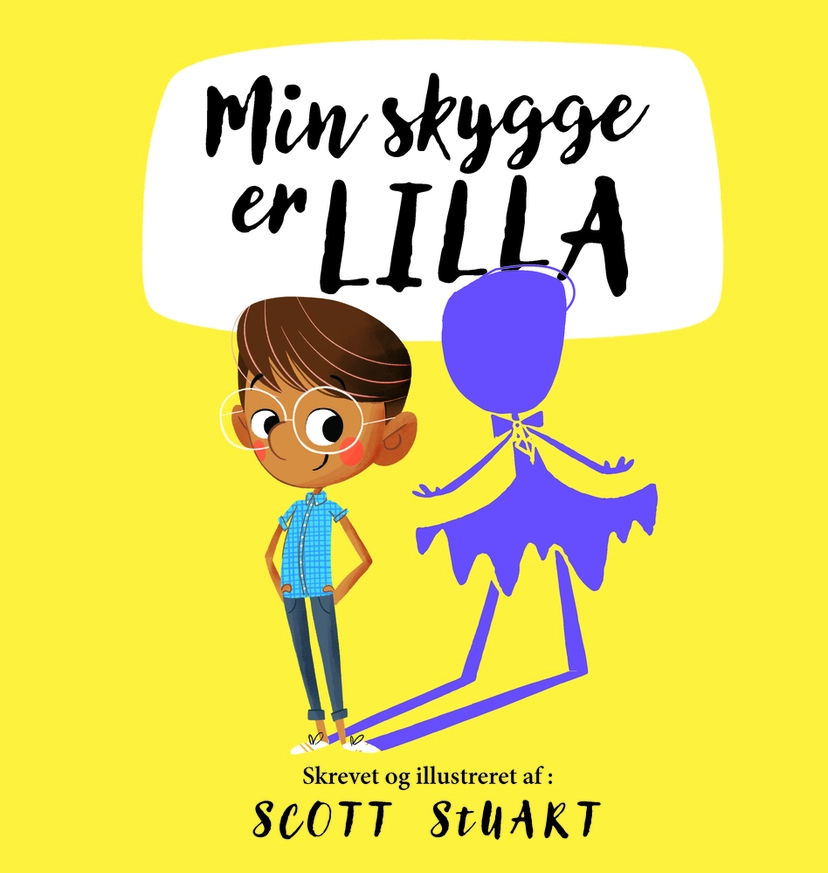 Min skygge
er LILLA
Skrevet og illustreret af :
SCOTT StUART